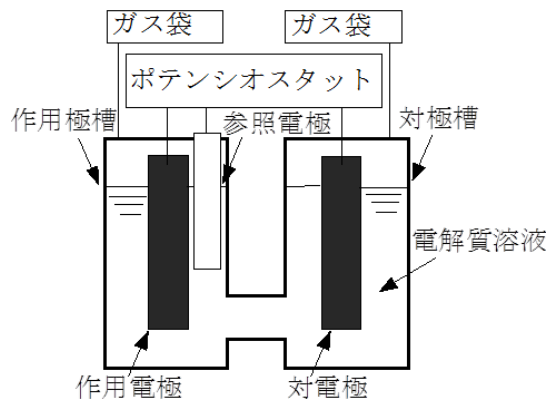 ガス袋
ガス袋
ポテンシオスタット
作用極槽
参照電極
対極槽
電解質溶液
作用電極
対電極